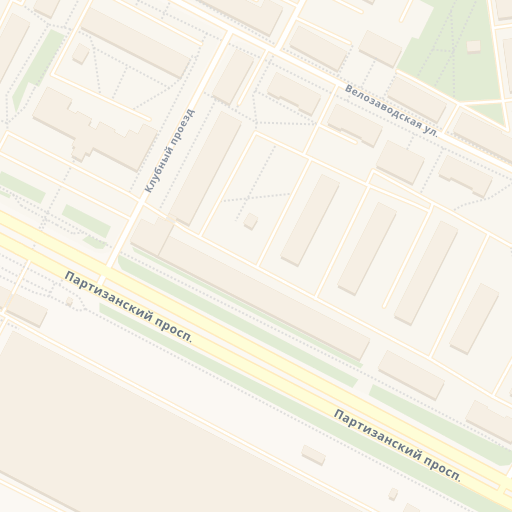 Велозаводская ул.
Клубный проезд
Партизанский просп.
Партизанский просп.